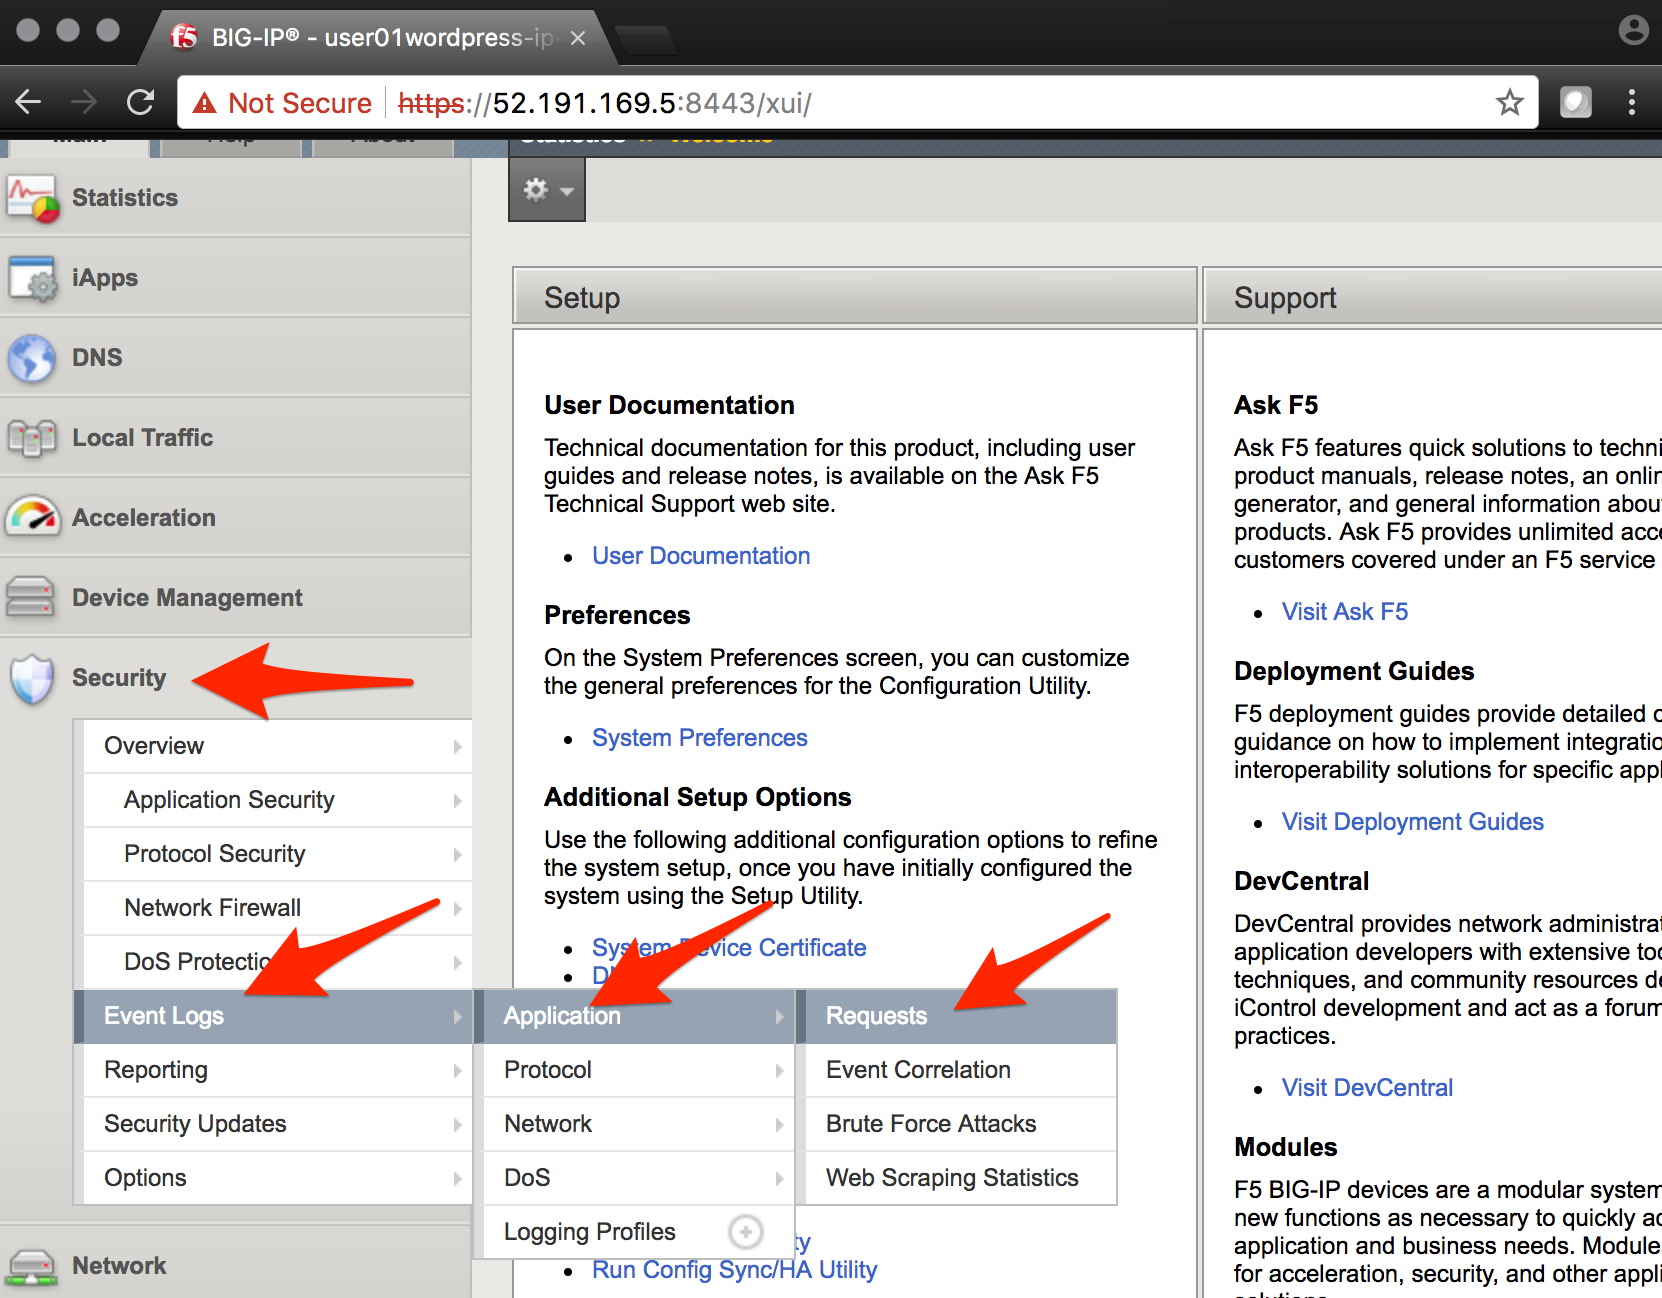 f5 BIG-IP® - user01wordpress-ip
Not Secure https://52.191.169.5:8443/xui/
Main Help About
Statistics » Welcome
Statistics
iApps
DNS
Local Traffic
Acceleration
Device Management
Security
Overview
Application Security
Protocol Security
Network Firewall
DoS Protectio
Event Logs
Reporting
Security Updates
Options
Network
Application
Protocol
Network
DoS
Logging Profiles
Requests
Event Correlation
Brute Force Attacks
Web Scraping Statistics
Setup
User Documentation
Technical documentation for this product, including user
guides and release notes, is available on the Ask F5
Technical Support web site.
User Documentation
Preferences
On the System Preferences screen, you can customize
the general preferences for the Configuration Utility.
System Preferences
Additional Setup Options
Use the following additional configuration options to refine
the system setup, once you have initially configured the
system using the Setup Utility.
System Device Certificate
ty
Run Config Sync/HA Utility
Support
Ask F5
Ask F5 features quick solutions to techni
product manuals, release notes, an onlin
generator, and general information abou
products. Ask F5 provides unlimited acce
customers covered under an F5 service
Visit Ask F5
Deployment Guides
F5 deployment guides provide detailed
guidance on how to implement integratio
interoperability solutions for specific appl
Visit Deployment Guides
DevCentral
DevCentral provides network administrat
application developers with extensive too
techniques, and community resources de
iControl development and act as a forum
practices.
Visit DevCentral
Modules
F5 BIG-IP devices are a modular system
new functions as necessary to quickly ad
application and business needs. Module
for acceleration, security, and other appli